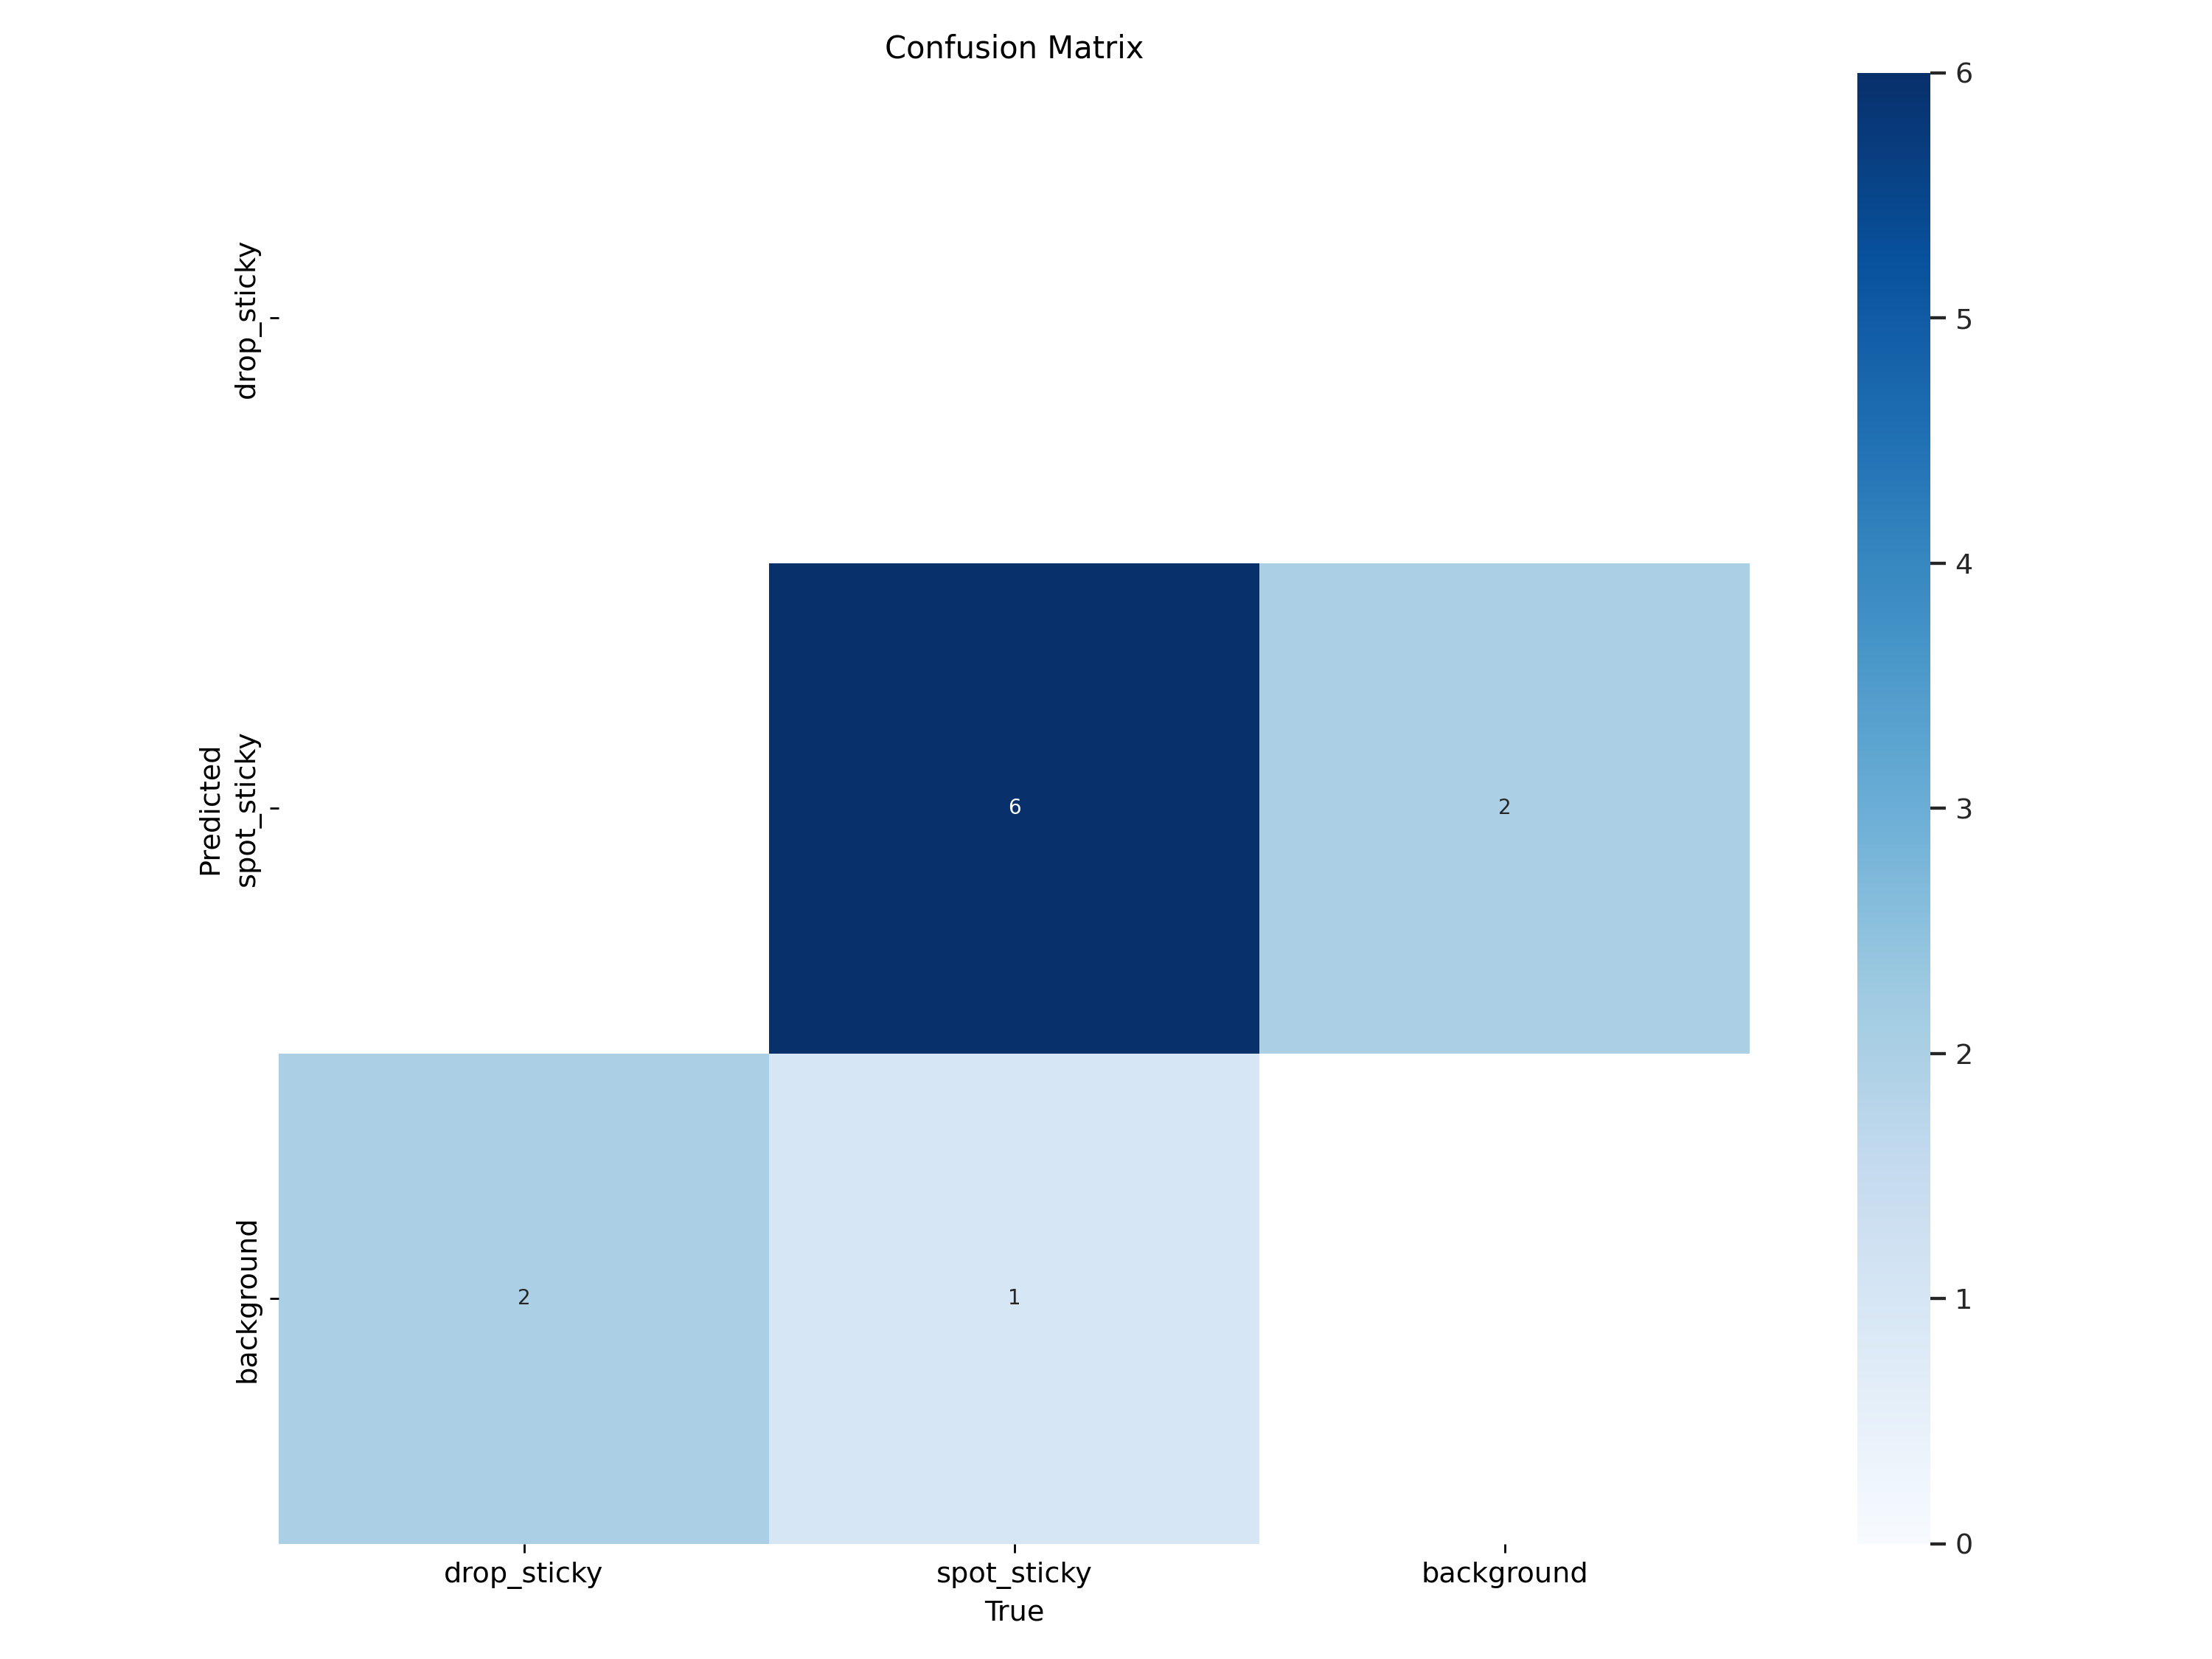 Confusion Matrix
6
5
4
3
2
1
0
drop_sticky
spot_sticky
background
Predicted
6
2
2
1
drop_sticky
spot_sticky
background
True